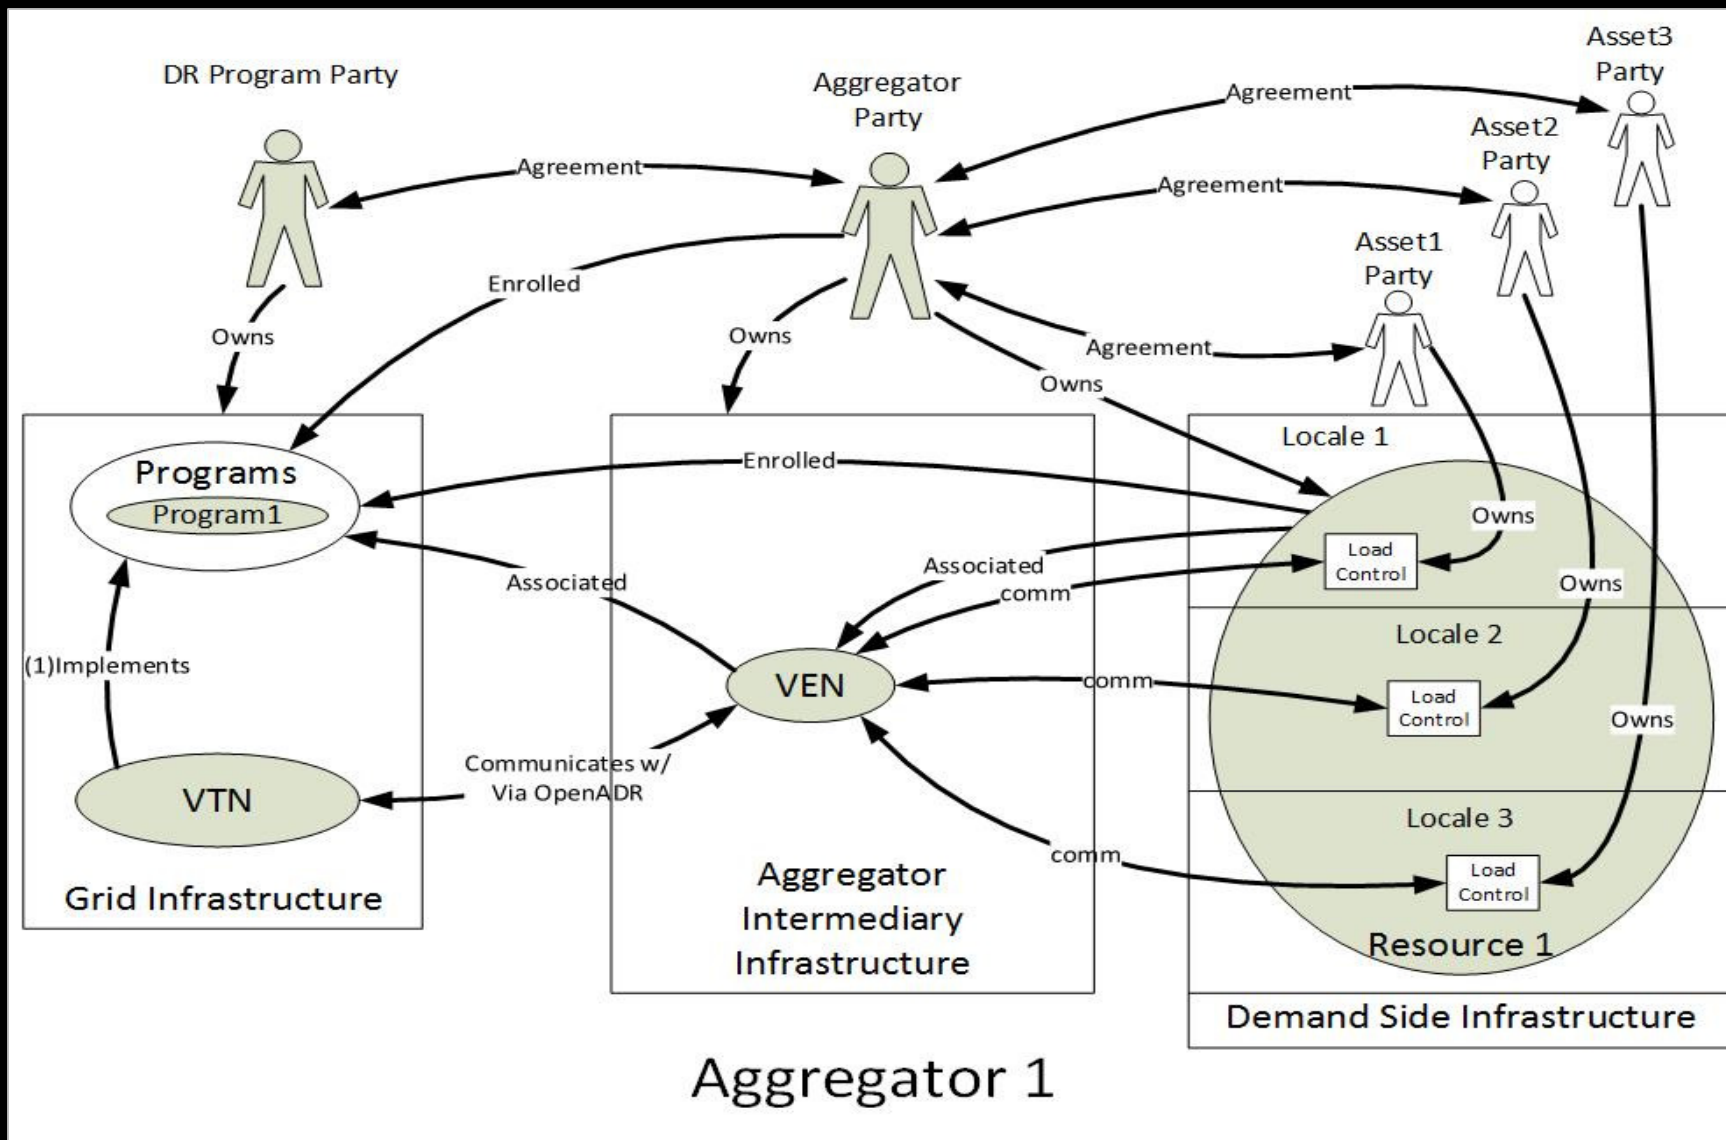 DR Program Party
Aggregator
Party
Asset3
Party
Asset2
Party
Asset1
Party
Agreement
Agreement
Agreement
Agreement
Enrolled
Owns
Owns
Owns
Locale 1
Programs
Program1
Enrolled
Owns
Load
Control
Associated
comm
Associated
Owns
Locale 2
(1)Implements
VEN
comm
Load
Control
Owns
Communicates w/
Via OpenADR
VTN
Locale 3
comm
Load
Control
Grid Infrastructure
Aggregator
Intermediary
Infrastructure
Resource 1
Demand Side Infrastructure
Aggregator 1